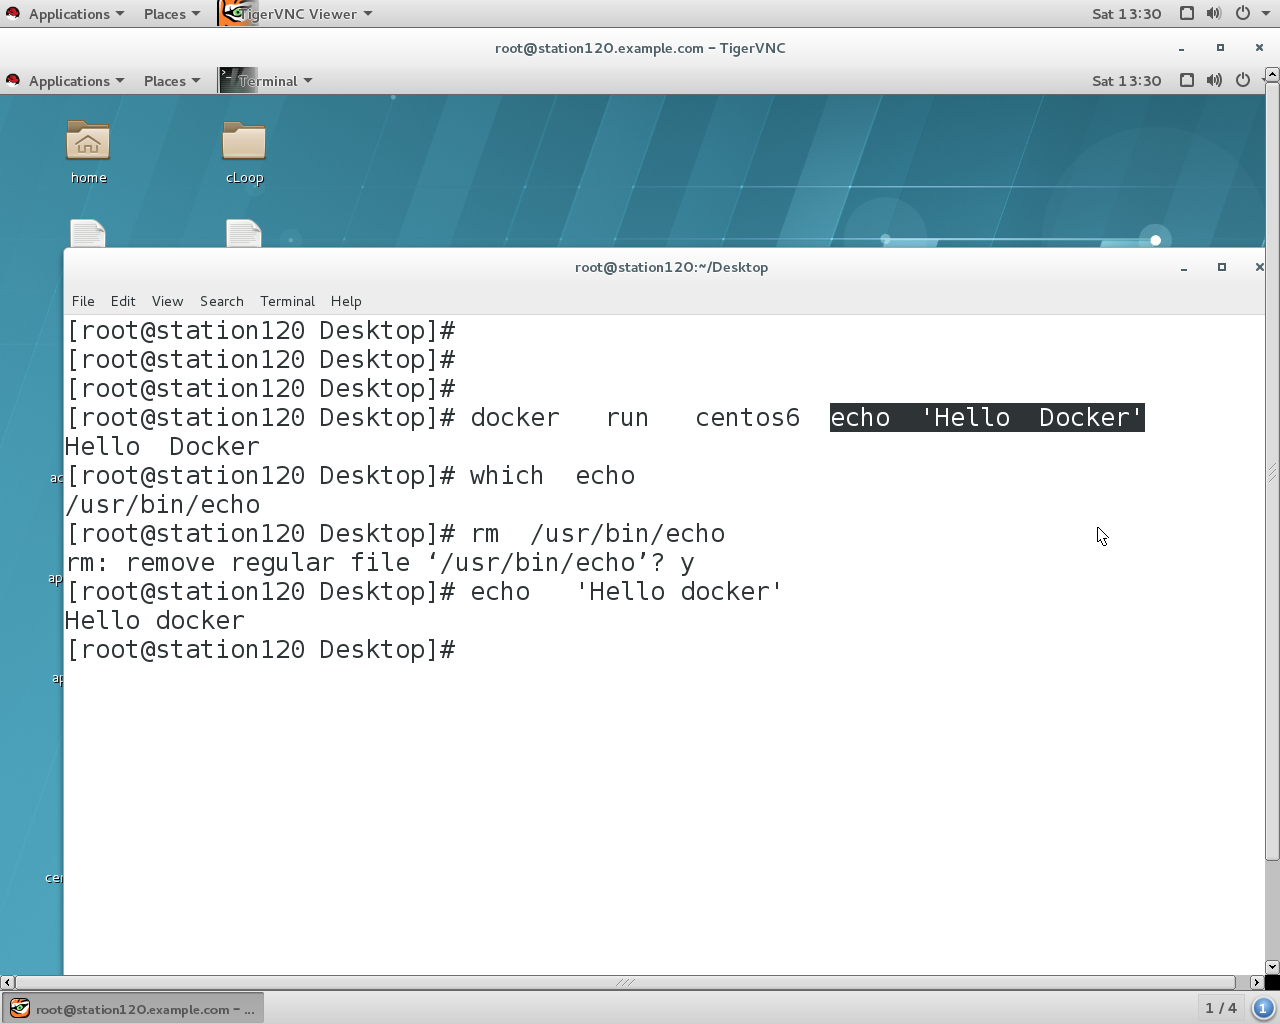 Applications Places TigerVNC Viewer Sat 13:30
root@station120.example.com - TigerVNC
Applications Places Terminal Sat 13:30
home cLoop
root@station120:~/Desktop
File Edit View Search Terminal Help
[root@station120 Desktop]#
[root@station120 Desktop]#
[root@station120 Desktop]#
[root@station120 Desktop]# docker   run   centos6  echo  'Hello  Docker'
Hello  Docker
[root@station120 Desktop]# which  echo
/usr/bin/echo
[root@station120 Desktop]# rm  /usr/bin/echo
rm: remove regular file ‘/usr/bin/echo’? y
[root@station120 Desktop]# echo   'Hello docker'
Hello docker
[root@station120 Desktop]#
root@station120.example.com - ... 1 / 4 1